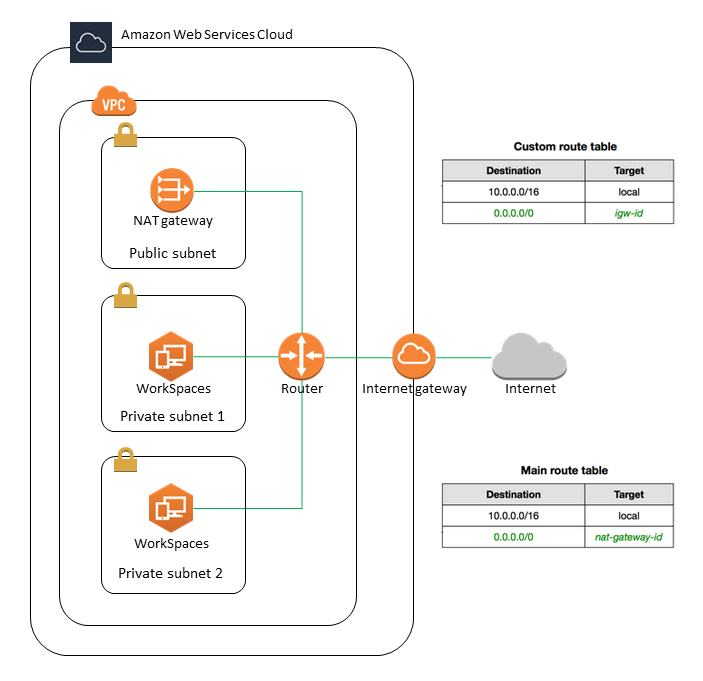 Amazon Web Services Cloud
VPC
NAT gateway
Public subnet
WorkSpaces
Private subnet 1
Router
Internet gateway
Internet
WorkSpaces
Private subnet 2
Custom route table
Destination Target
10.0.0.0/16 local
0.0.0.0/0 igw-id
Main route table
Destination Target
10.0.0.0/16 local
0.0.0.0/0 nat-gateway-id